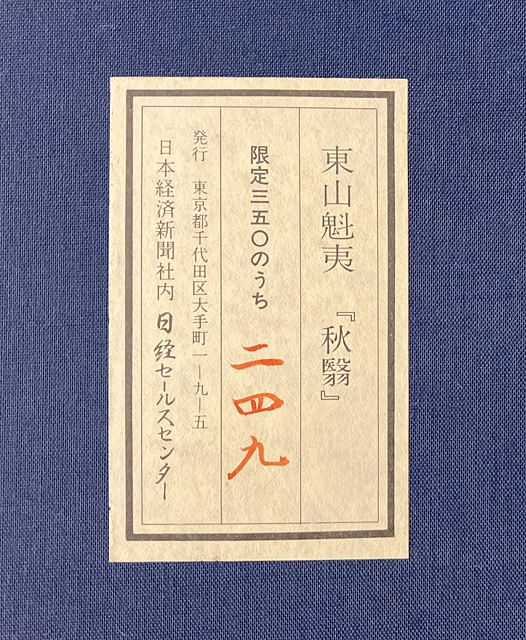 東山魁夷 『秋翳』
限定三五〇のうち 二四九
発行 東京都千代田区大手町一―九―五
日本経済新聞社内 日経セールスセンター